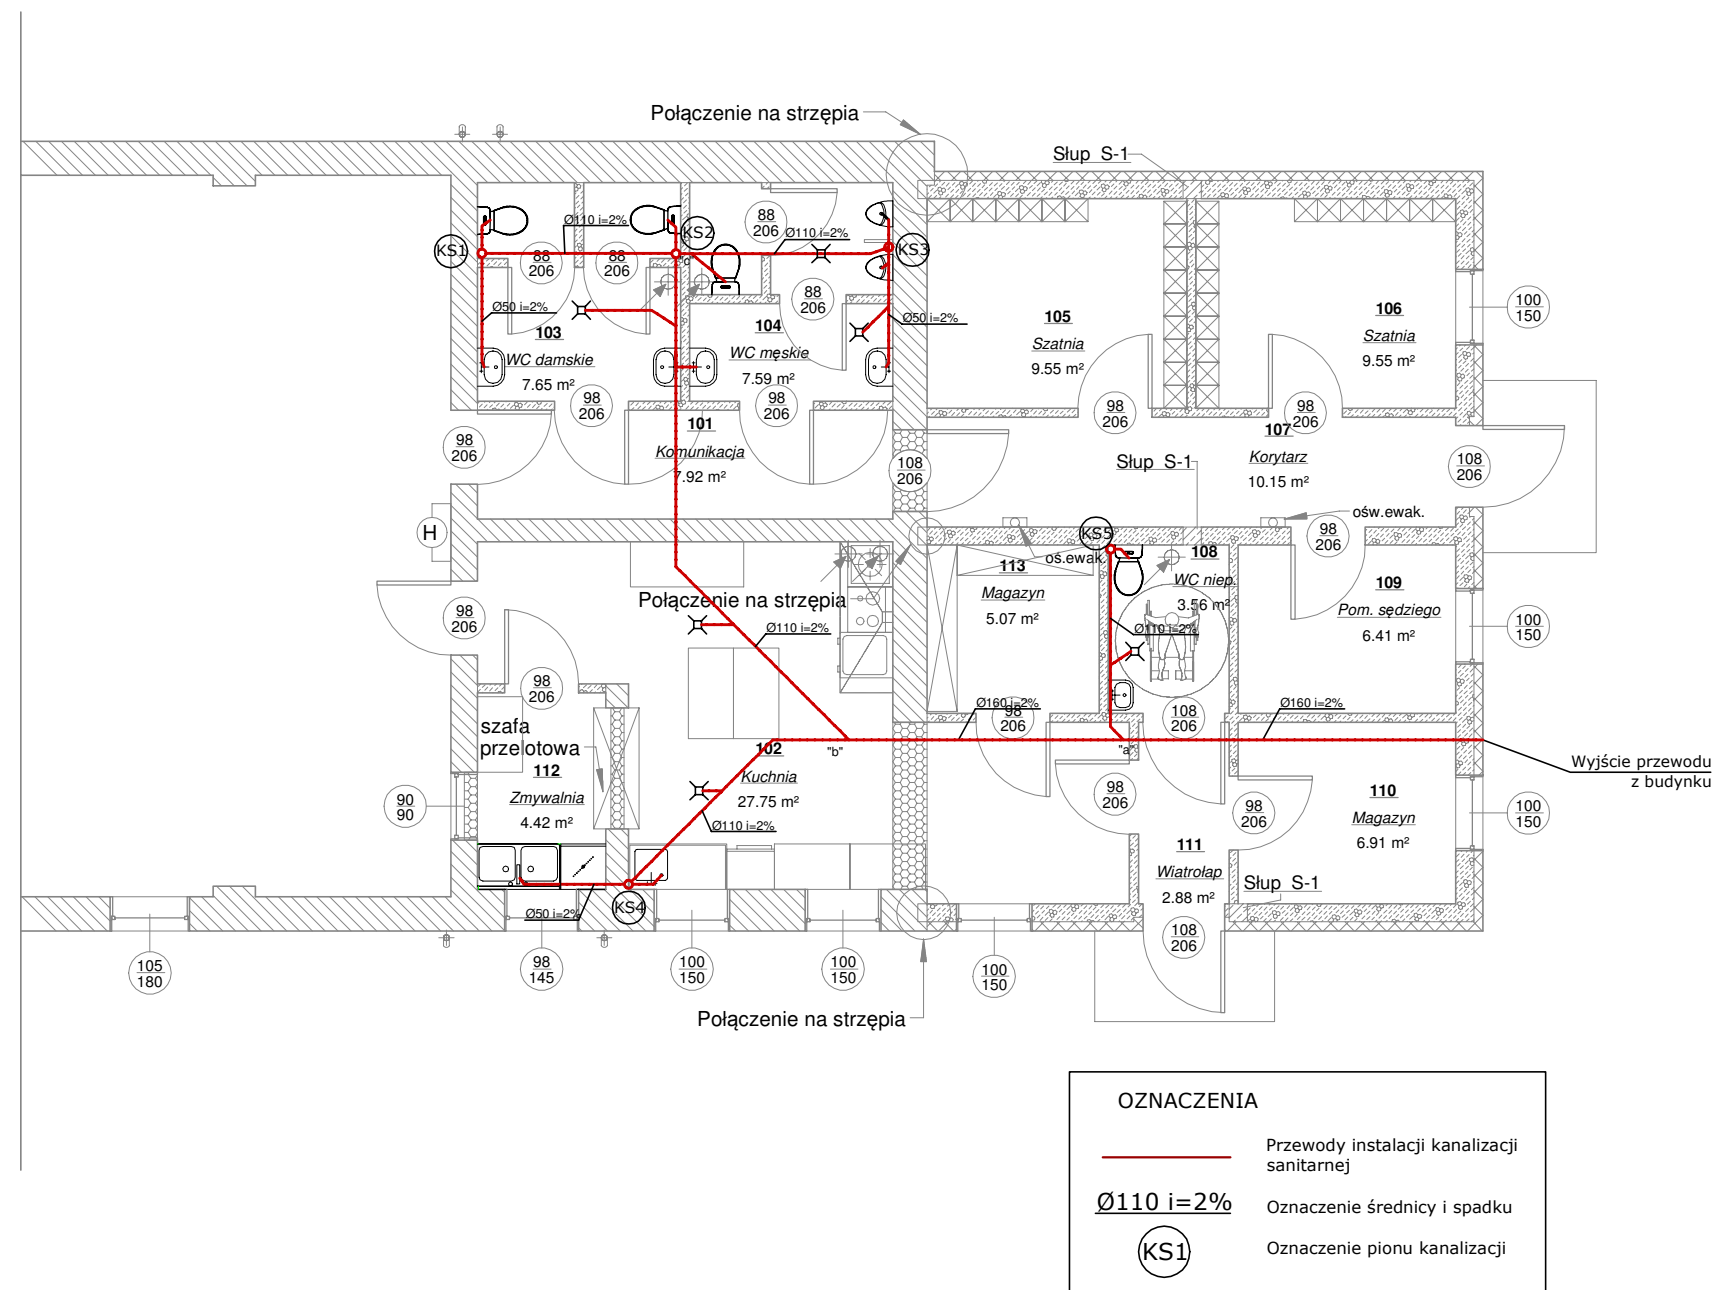 Połączenie na strzępia
Słup S-1
KS1
Ø110 i=2%
KS2
88
206
Ø110 i=2%
KS3
88
206
88
206
"c"
88
206
Ø50 i=2%
103
WC damskie
7.65 m²
104
WC męskie
7.59 m²
Ø50 i=2%
105
Szatnia
9.55 m²
106
Szatnia
9.55 m²
100
150
98
206
98
206
98
206
98
206
98
206
101
Komunikacja
7.92 m²
108
206
Słup S-1
107
Korytarz
10.15 m²
108
206
H
KS5
ośw.ewak.
98
206
oś.ewak.
113
Magazyn
5.07 m²
108
WC niep.
3.56 m²
Ø110 i=2%
109
Pom. sędziego
6.41 m²
100
150
98
206
Połączenie na strzępia
Ø110 i=2%
98
206
szafa
przelotowa
112
Zmywalnia
4.42 m²
90
90
102
Kuchnia
27.75 m²
"b"
Ø110 i=2%
Ø160 i=2%
98
206
108
206
Ø160 i=2%
"a"
Wyjście przewodu
z budynku
98
206
98
206
110
Magazyn
6.91 m²
100
150
111
Wiatrołap
2.88 m²
Słup S-1
Ø50 i=2%
KS4
108
206
105
180
98
145
100
150
100
150
100
150
Połączenie na strzępia
OZNACZENIA
Przewody instalacji kanalizacji
sanitarnej
Ø110 i=2%
Oznaczenie średnicy i spadku
KS1
Oznaczenie pionu kanalizacji